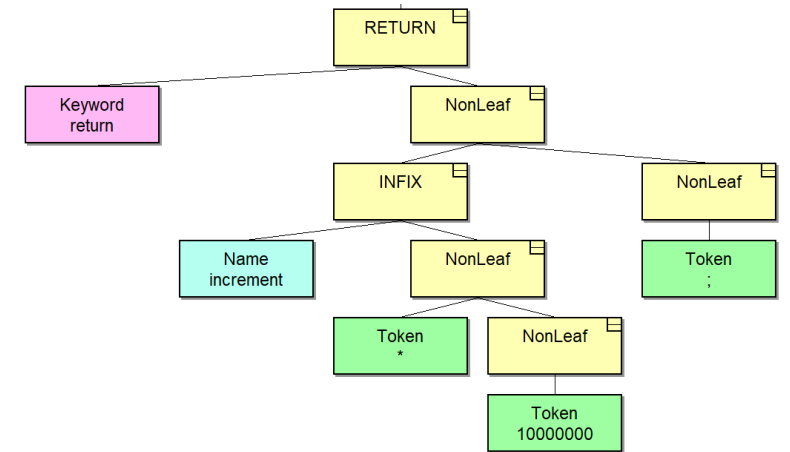 RETURN
Keyword
return
NonLeaf
INFIX
NonLeaf
Name
increment
NonLeaf
Token
;
Token
*
NonLeaf
Token
10000000